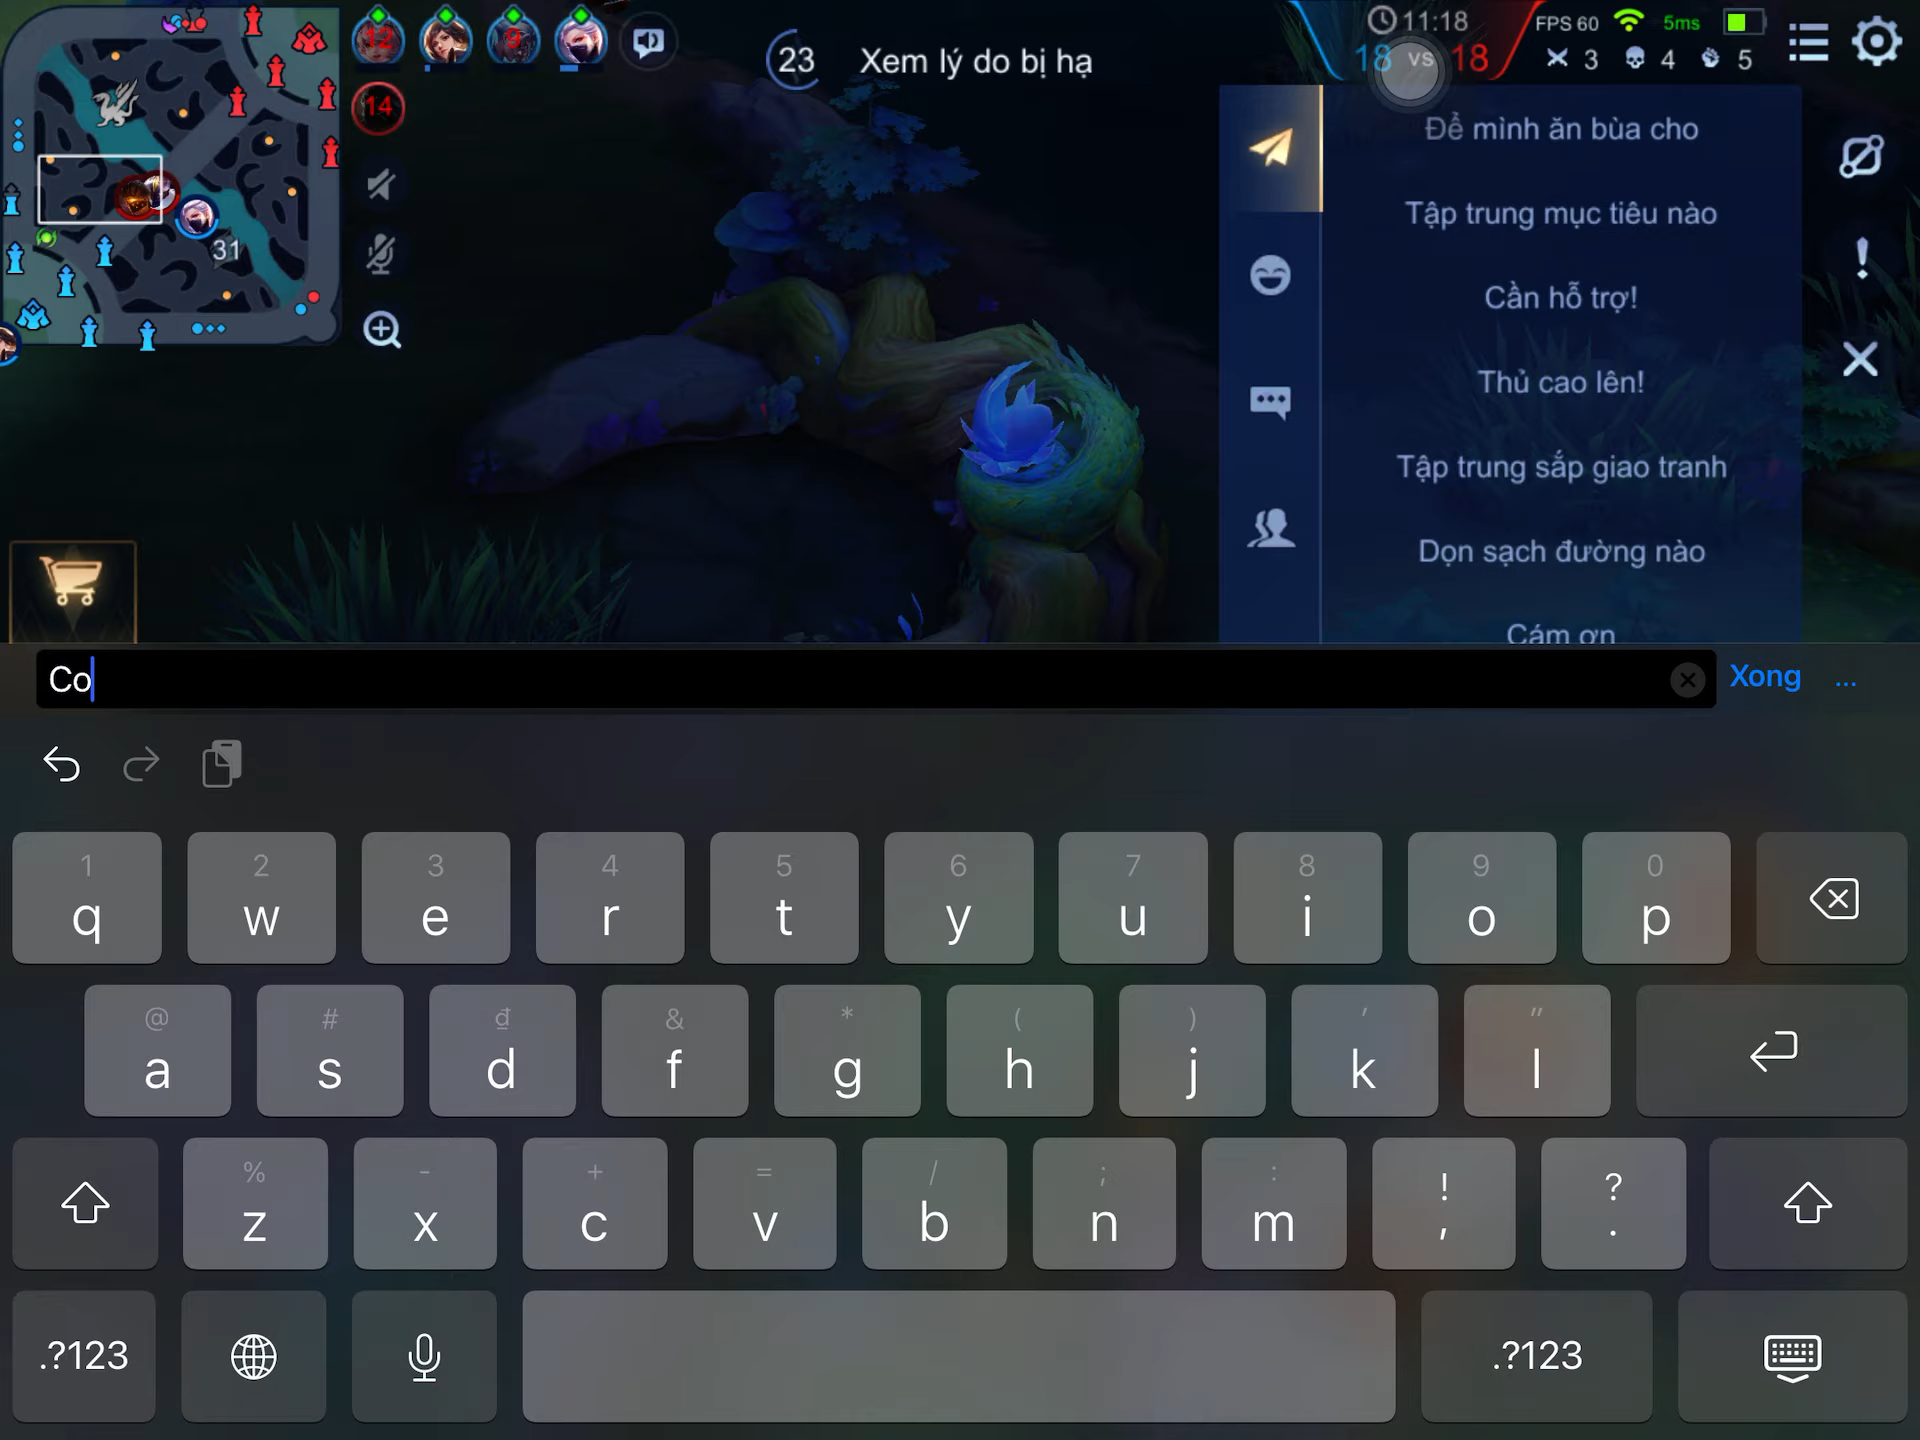 12
9
23
Xem lý do bị hạ
11:18
FPS 60
5ms
18 vs 18
3
4
5
14
31
Để mình ăn bùa cho
Tập trung mục tiêu nào
Cần hỗ trợ!
Thủ cao lên!
Tập trung sắp giao tranh
Dọn sạch đường nào
Cám ơn
Co
Xong
...
1 2 3 4 5 6 7 8 9 0
q w e r t y u i o p
@ # ₫ & * ( ) ' "
a s d f g h j k l
% - + = / ; : ! ?
z x c v b n m , .
.?123
.?123